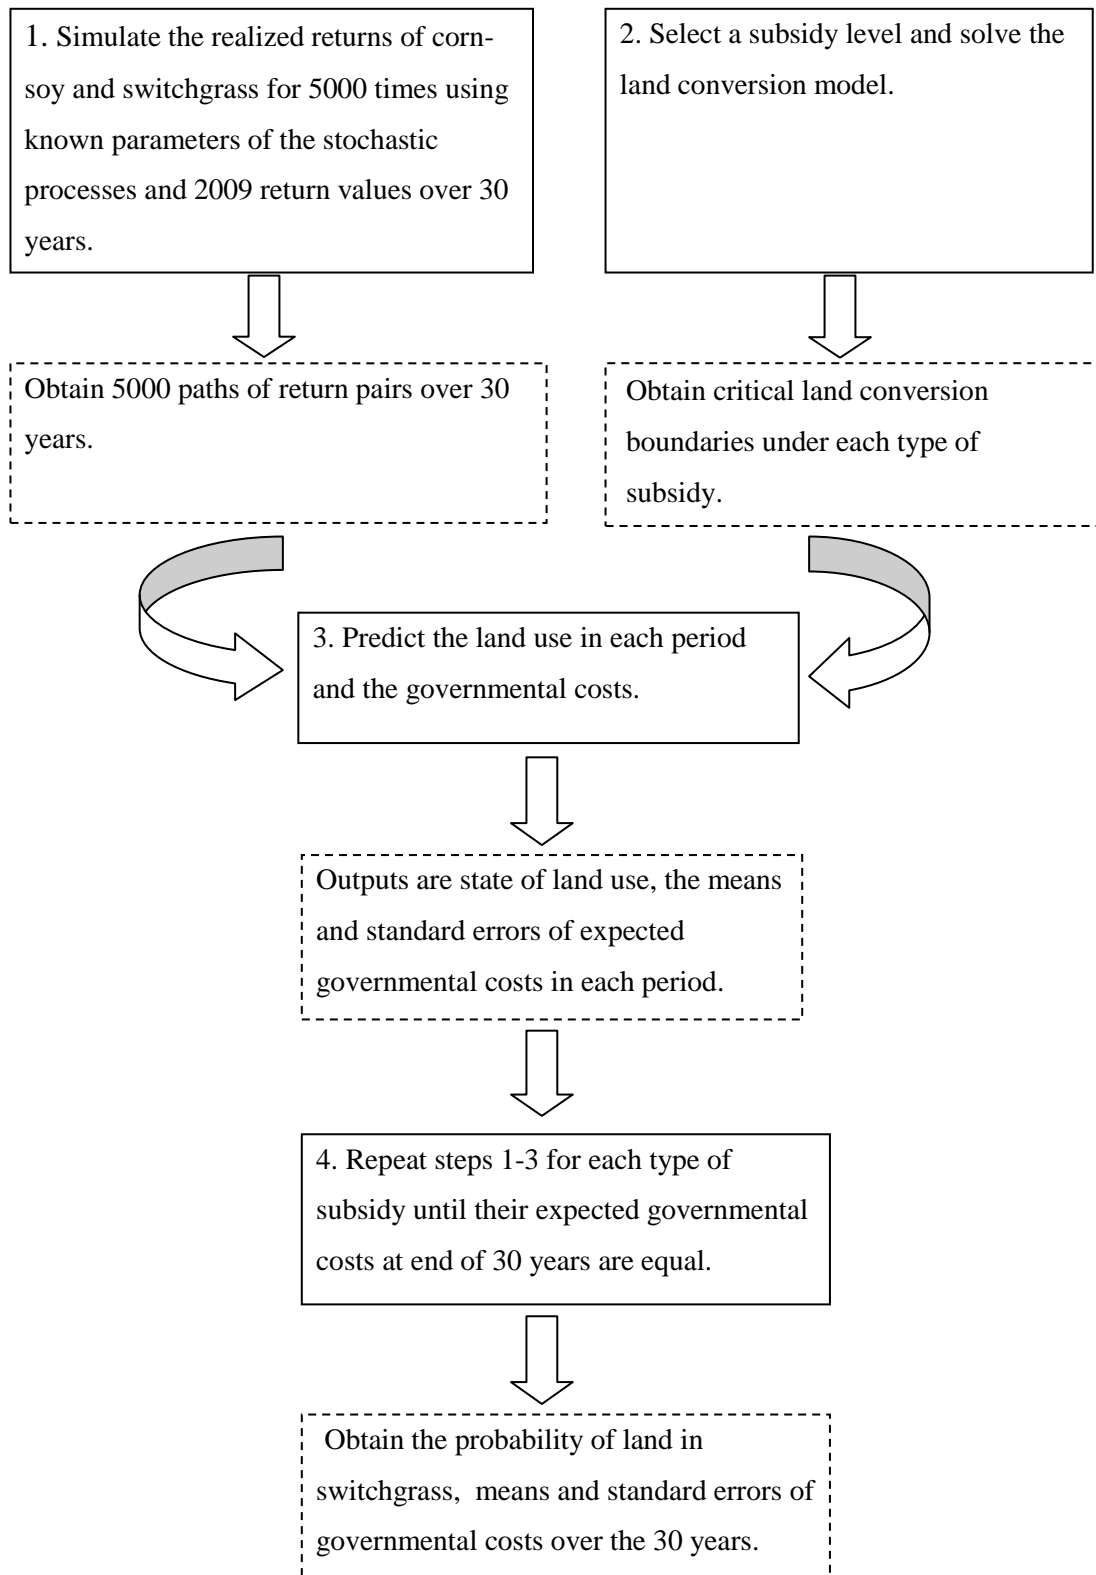 1. Simulate the realized returns of corn-
soy and switchgrass for 5000 times using
known parameters of the stochastic
processes and 2009 return values over 30
years.
2. Select a subsidy level and solve the
land conversion model.
Obtain 5000 paths of return pairs over 30
years.
Obtain critical land conversion
boundaries under each type of
subsidy.
3. Predict the land use in each period
and the governmental costs.
Outputs are state of land use, the means
and standard errors of expected
governmental costs in each period.
4. Repeat steps 1-3 for each type of
subsidy until their expected governmental
costs at end of 30 years are equal.
Obtain the probability of land in
switchgrass, means and standard errors of
governmental costs over the 30 years.